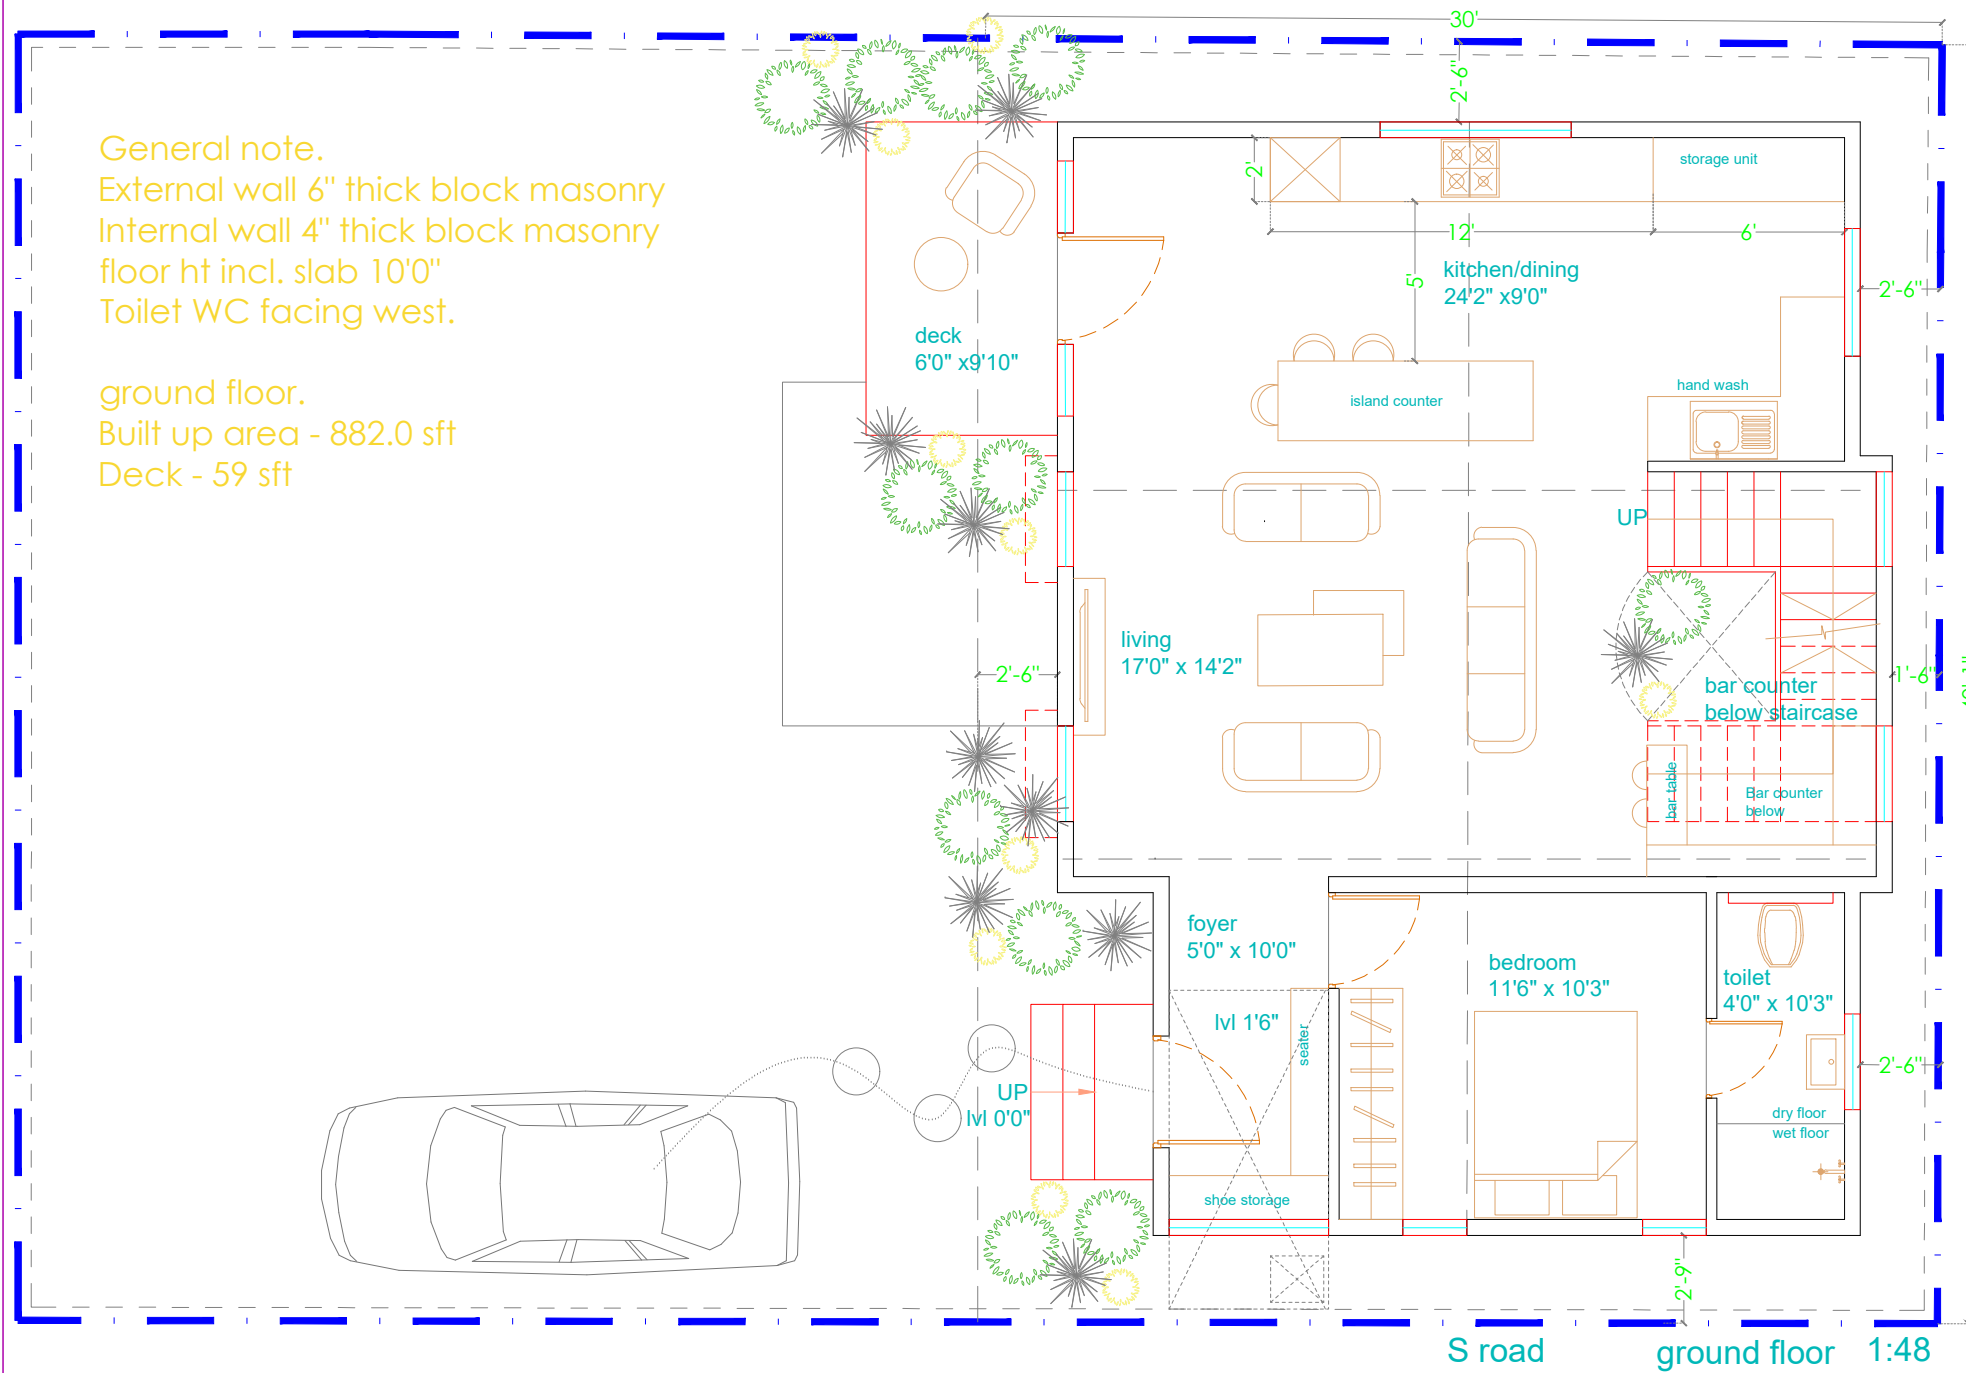 30'
2'-6"
General note.
External wall 6" thick block masonry
Internal wall 4" thick block masonry
floor ht incl. slab 10'0"
Toilet WC facing west.
ground floor.
Built up area - 882.0 sft
Deck - 59 sft
2'
storage unit
12'
6'
5'
kitchen/dining
24'2" x9'0"
2'-6"
deck
6'0" x9'10"
hand wash
island counter
UP
living
17'0" x 14'2"
2'-6"
1'-6"
bar counter
below staircase
bar table
Bar counter
below
foyer
5'0" x 10'0"
bedroom
11'6" x 10'3"
toilet
4'0" x 10'3"
lvl 1'6"
seater
2'-6"
UP
lvl 0'0"
dry floor
wet floor
shoe storage
2'-9"
S road
ground floor
1:48